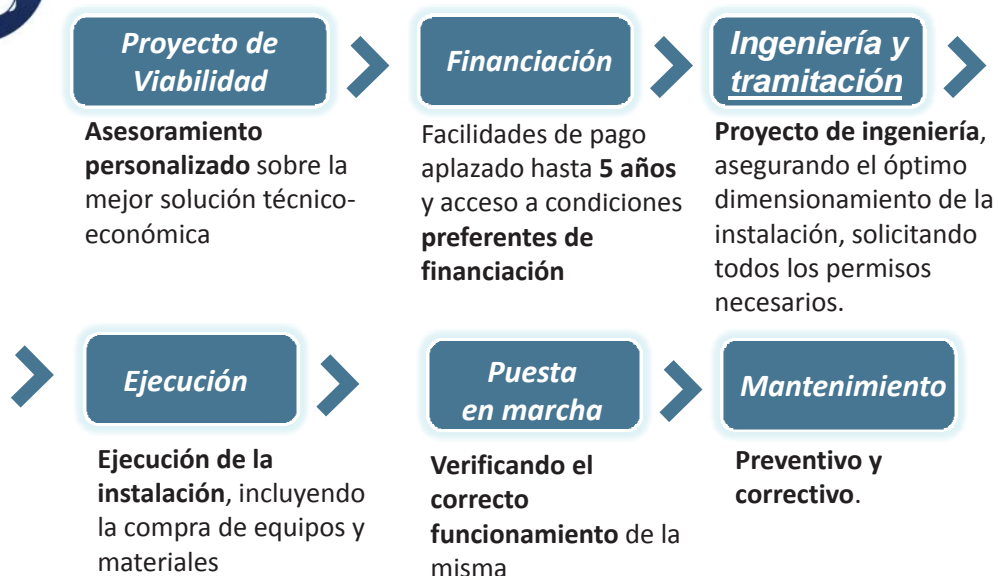 Proyecto de
Viabilidad
Asesoramiento
personalizado sobre la
mejor solución técnico-
económica
Financiación
Facilidades de pago
aplazado hasta 5 años
y acceso a condiciones
preferentes de
financiación
Ingeniería y
tramitación
Proyecto de ingeniería,
asegurando el óptimo
dimensionamiento de la
instalación, solicitando
todos los permisos
necesarios.
Ejecución
Ejecución de la
instalación, incluyendo
la compra de equipos y
materiales
Puesta
en marcha
Verificando el
correcto
funcionamiento de la
misma
Mantenimiento
Preventivo y
correctivo.